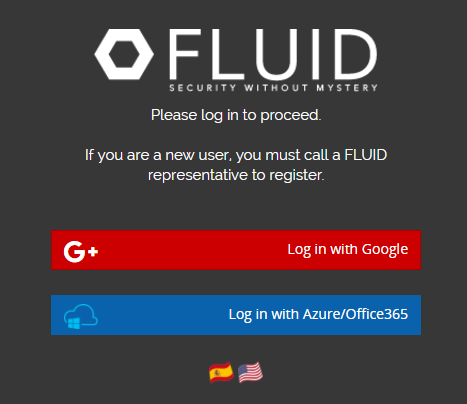 FLUID
SECURITY WITHOUT MYSTERY
Please log in to proceed.
If you are a new user, you must call a FLUID
representative to register.
G+ Log in with Google
Log in with Azure/Office365